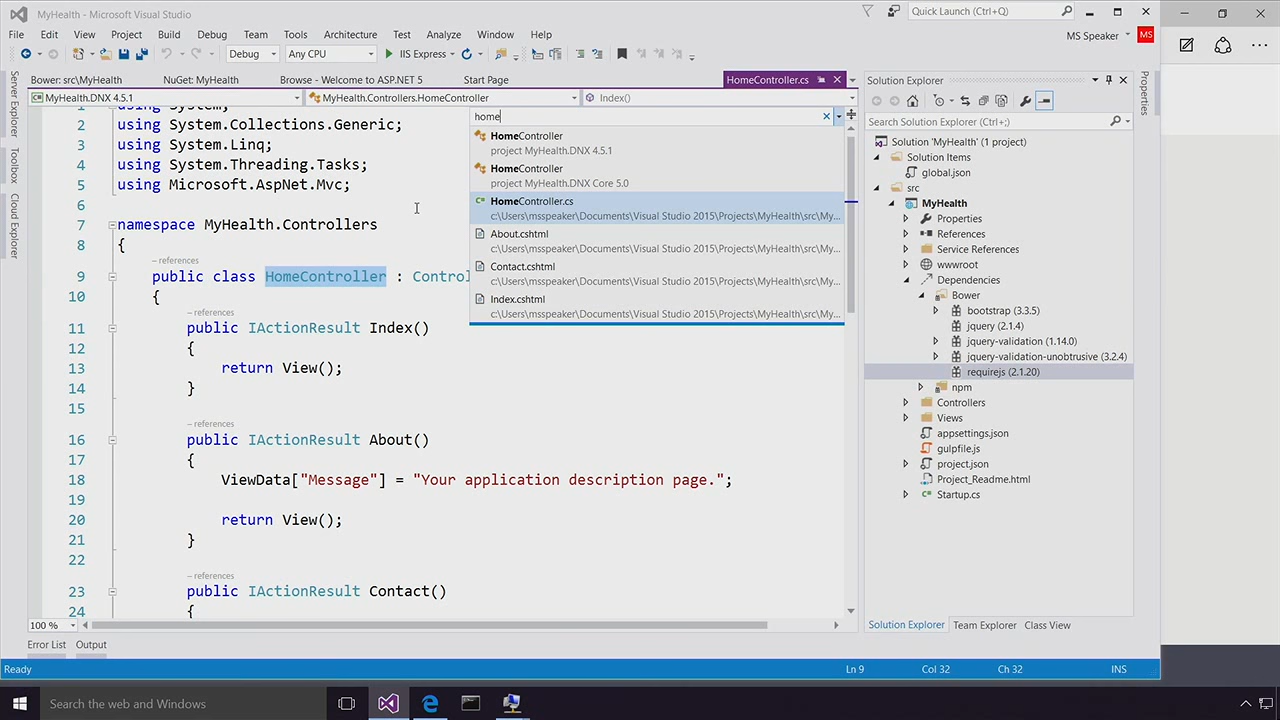 MyHealth - Microsoft Visual Studio
Quick Launch (Ctrl+Q)
File Edit View Project Build Debug Team Tools Architecture Test Analyze Window Help
MS Speaker MS
Debug Any CPU IIS Express
Bower: src\MyHealth NuGet: MyHealth Browse - Welcome to ASP.NET 5 Start Page HomeController.cs
MyHealth.DNX 4.5.1 MyHealth.Controllers.HomeController Index()
Server Explorer
Toolbox
Cloud Explorer
1 using System;
2 using System.Collections.Generic;
3 using System.Linq;
4 using System.Threading.Tasks;
5 using Microsoft.AspNet.Mvc;
6
7 namespace MyHealth.Controllers
8 {
– references
9 public class HomeController : Control
10 {
– references
11 public IActionResult Index()
12 {
13 return View();
14 }
15
– references
16 public IActionResult About()
17 {
18 ViewData["Message"] = "Your application description page.";
19
20 return View();
21 }
22
– references
23 public IActionResult Contact()
24 {
home
HomeController
project MyHealth.DNX 4.5.1
HomeController
project MyHealth.DNX Core 5.0
HomeController.cs
c:\Users\msspeaker\Documents\Visual Studio 2015\Projects\MyHealth\src\My...
About.cshtml
c:\Users\msspeaker\Documents\Visual Studio 2015\Projects\MyHealth\src\My...
Contact.cshtml
c:\Users\msspeaker\Documents\Visual Studio 2015\Projects\MyHealth\src\My...
Index.cshtml
c:\Users\msspeaker\Documents\Visual Studio 2015\Projects\MyHealth\src\My...
Solution Explorer
Search Solution Explorer (Ctrl+;)
Solution 'MyHealth' (1 project)
Solution Items
global.json
src
MyHealth
Properties
References
Service References
wwwroot
Dependencies
Bower
bootstrap (3.3.5)
jquery (2.1.4)
jquery-validation (1.14.0)
jquery-validation-unobtrusive (3.2.4)
requirejs (2.1.20)
npm
Controllers
Views
appsettings.json
gulpfile.js
project.json
Project_Readme.html
Startup.cs
Solution Explorer Team Explorer Class View
Properties
100 %
Error List Output
Ready Ln 9 Col 32 Ch 32 INS
Search the web and Windows